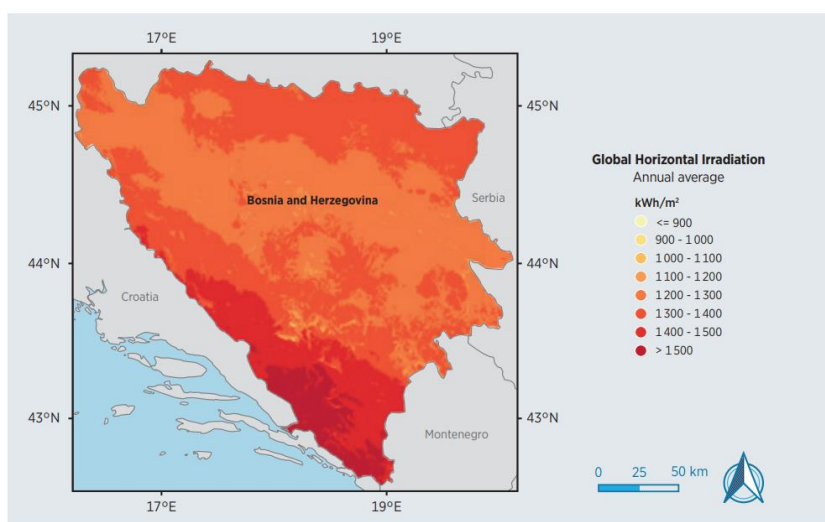 17°E 19°E
45°N 45°N
Global Horizontal Irradiation
Annual average
kWh/m²
<= 900
900 - 1 000
1 000 - 1 100
1 100 - 1 200
1 200 - 1 300
1 300 - 1 400
1 400 - 1 500
> 1 500
Bosnia and Herzegovina
Serbia
44°N 44°N
Croatia
43°N 43°N
Montenegro
0 25 50 km
17°E 19°E